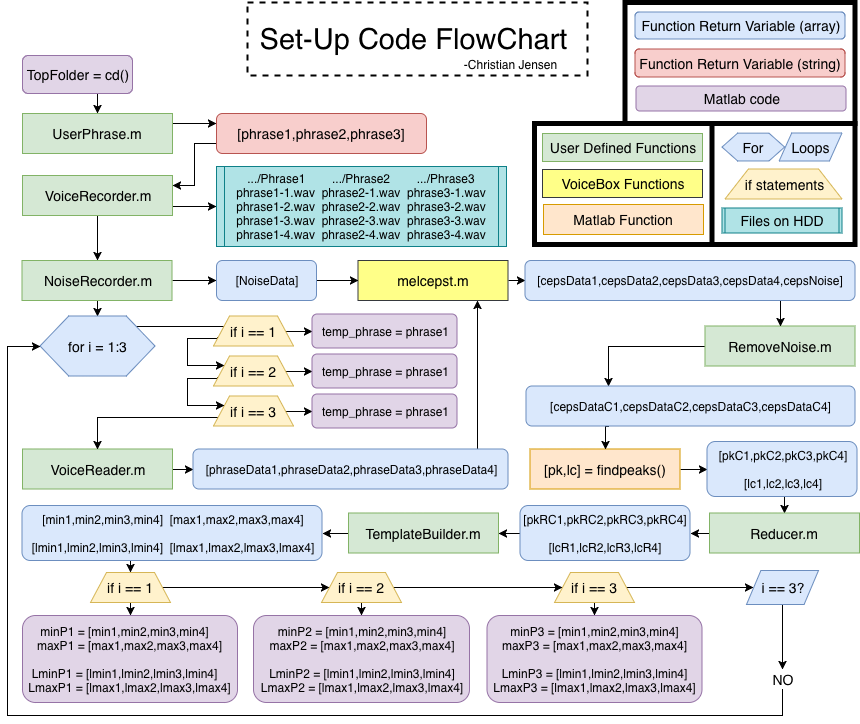 Set-Up Code FlowChart
-Christian Jensen
Function Return Variable (array)
Function Return Variable (string)
Matlab code
User Defined Functions
VoiceBox Functions
Matlab Function
For
Loops
if statements
Files on HDD
TopFolder = cd()
UserPhrase.m
[phrase1,phrase2,phrase3]
VoiceRecorder.m
.../Phrase1 .../Phrase2 .../Phrase3
phrase1-1.wav phrase2-1.wav phrase3-1.wav
phrase1-2.wav phrase2-2.wav phrase3-2.wav
phrase1-3.wav phrase2-3.wav phrase3-3.wav
phrase1-4.wav phrase2-4.wav phrase3-4.wav
NoiseRecorder.m
[NoiseData]
melcepst.m
[cepsData1,cepsData2,cepsData3,cepsData4,cepsNoise]
for i = 1:3
if i == 1
temp_phrase = phrase1
if i == 2
temp_phrase = phrase1
if i == 3
temp_phrase = phrase1
RemoveNoise.m
[cepsDataC1,cepsDataC2,cepsDataC3,cepsDataC4]
VoiceReader.m
[phraseData1,phraseData2,phraseData3,phraseData4]
[pk,lc] = findpeaks()
[pkC1,pkC2,pkC3,pkC4]
[lc1,lc2,lc3,lc4]
Reducer.m
[pkRC1,pkRC2,pkRC3,pkRC4]
[lcR1,lcR2,lcR3,lcR4]
TemplateBuilder.m
[min1,min2,min3,min4] [max1,max2,max3,max4]
[lmin1,lmin2,lmin3,lmin4] [lmax1,lmax2,lmax3,lmax4]
if i == 1
if i == 2
if i == 3
i == 3?
minP1 = [min1,min2,min3,min4]
maxP1 = [max1,max2,max3,max4]
LminP1 = [lmin1,lmin2,lmin3,lmin4]
LmaxP1 = [lmax1,lmax2,lmax3,lmax4]
minP2 = [min1,min2,min3,min4]
maxP2 = [max1,max2,max3,max4]
LminP2 = [lmin1,lmin2,lmin3,lmin4]
LmaxP2 = [lmax1,lmax2,lmax3,lmax4]
minP3 = [min1,min2,min3,min4]
maxP3 = [max1,max2,max3,max4]
LminP3 = [lmin1,lmin2,lmin3,lmin4]
LmaxP3 = [lmax1,lmax2,lmax3,lmax4]
NO